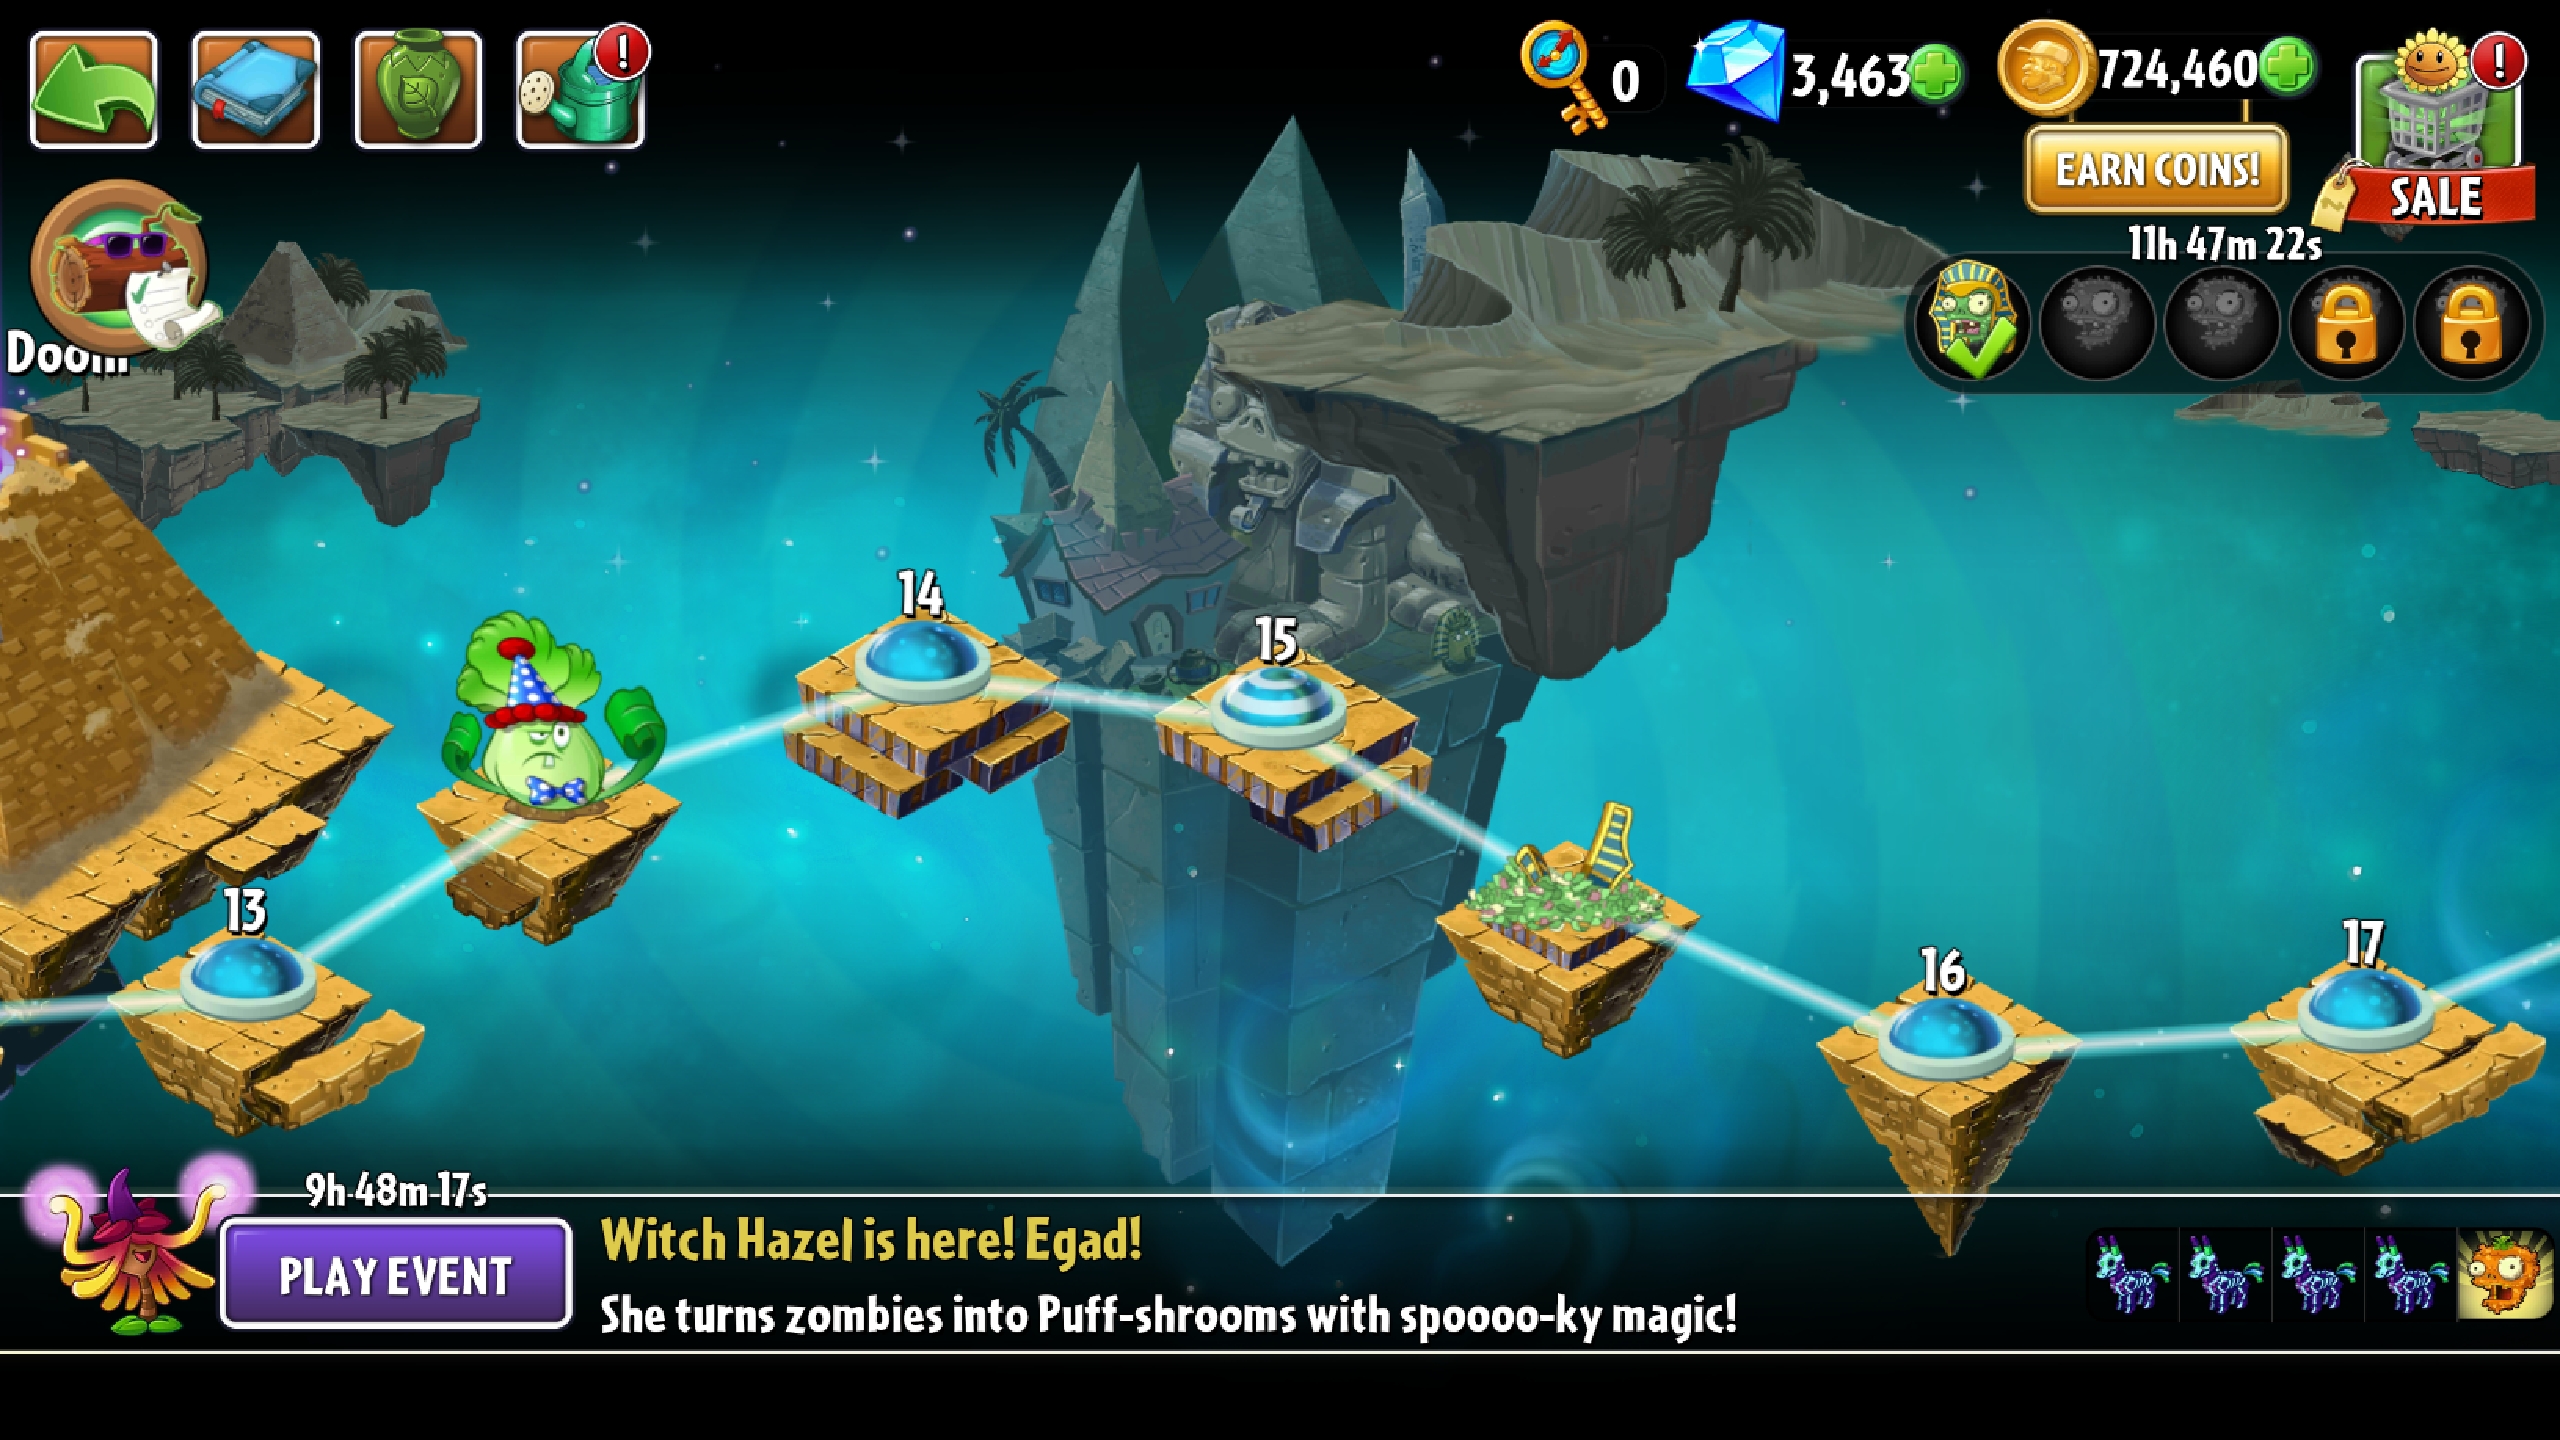 0
3,463
724,460
EARN COINS!
SALE
11h 47m 22s
Doom
14
15
13
16
17
9h 48m 17s
PLAY EVENT
Witch Hazel is here! Egad!
She turns zombies into Puff-shrooms with spoooo-ky magic!